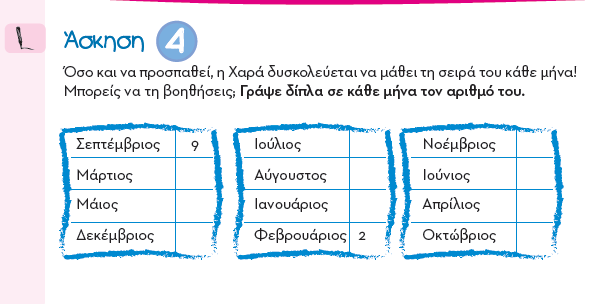 Άσκηση 4
Όσο και να προσπαθεί, η Χαρά δυσκολεύεται να μάθει τη σειρά του κάθε μήνα!
Μπορείς να τη βοηθήσεις; Γράψε δίπλα σε κάθε μήνα τον αριθμό του.
Σεπτέμβριος 9
Μάρτιος
Μάιος
Δεκέμβριος
Ιούλιος
Αύγουστος
Ιανουάριος
Φεβρουάριος 2
Νοέμβριος
Ιούνιος
Απρίλιος
Οκτώβριος